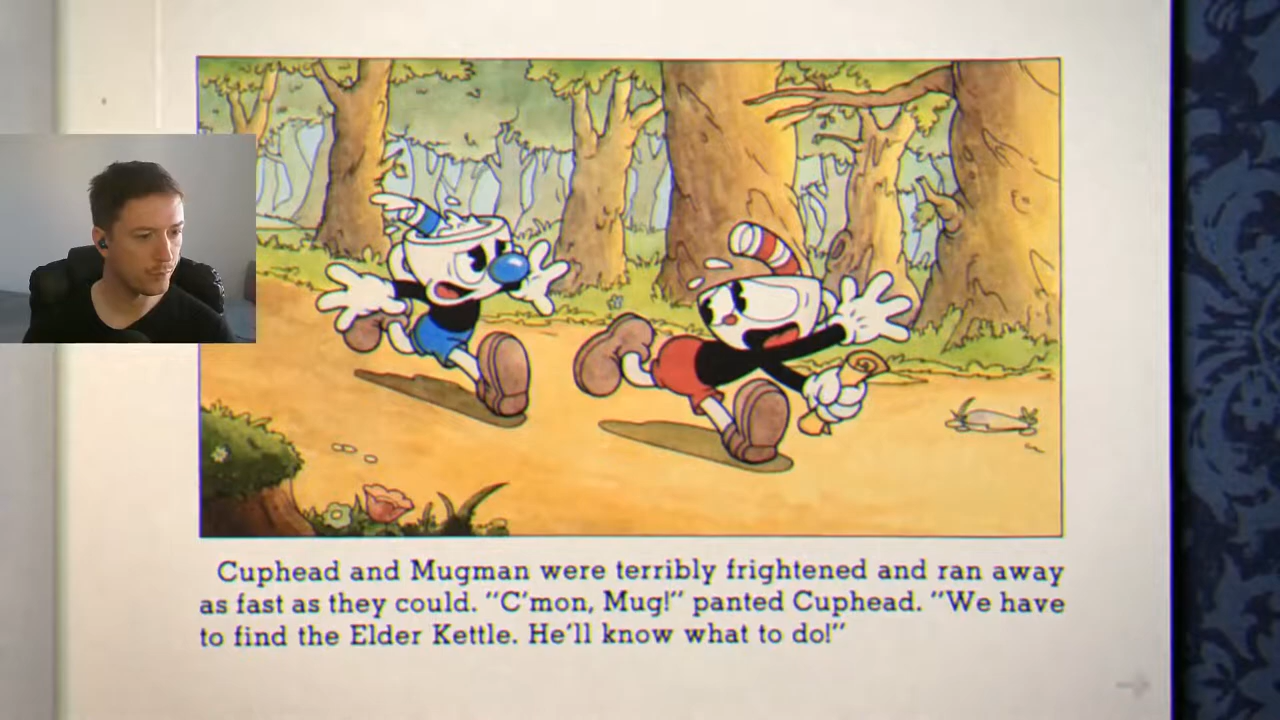 Cuphead and Mugman were terribly frightened and ran away
as fast as they could. “C’mon, Mug!” panted Cuphead. “We have
to find the Elder Kettle. He’ll know what to do!”